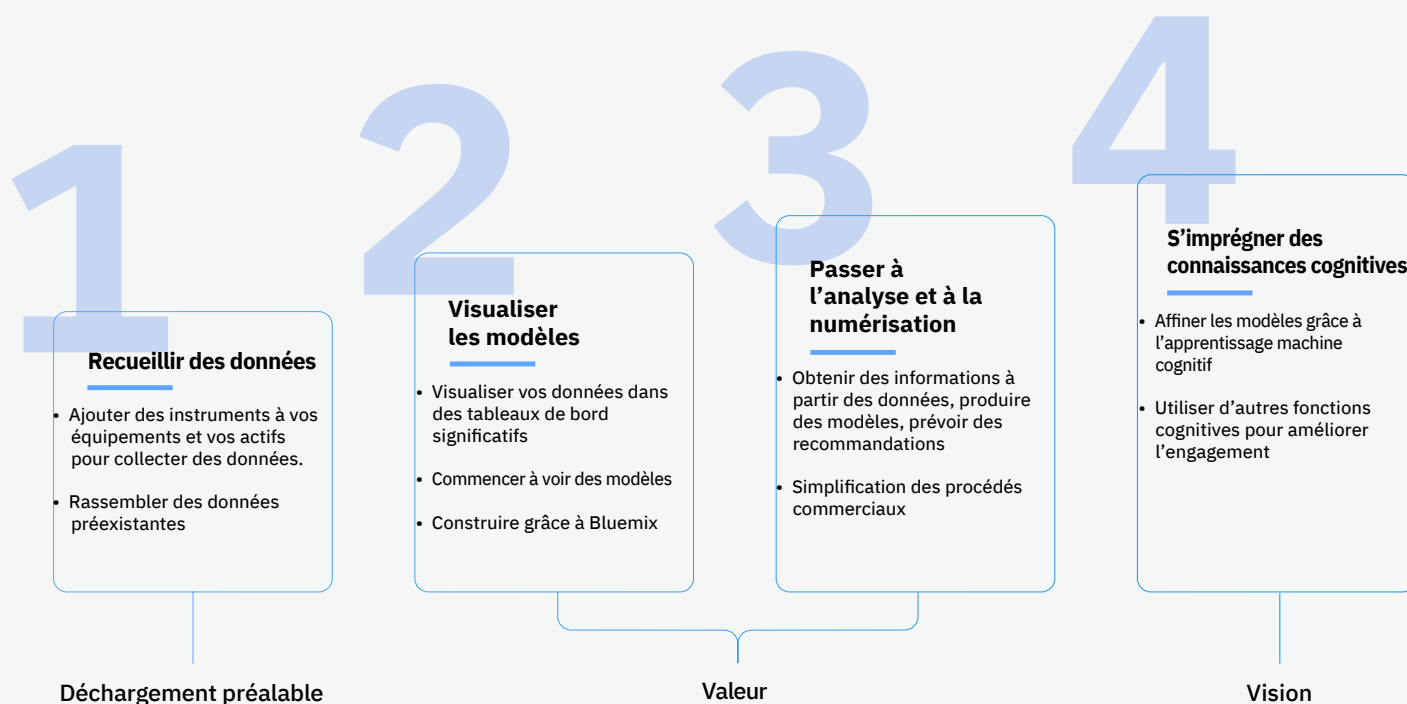 1
Recueillir des données
• Ajouter des instruments à vos
équipements et vos actifs
pour collecter des données.
• Rassembler des données
préexistantes
Déchargement préalable
2
Visualiser
les modèles
• Visualiser vos données dans
des tableaux de bord
significatifs
• Commencer à voir des modèles
• Construire grâce à Bluemix
3
Passer à
l’analyse et à la
numérisation
• Obtenir des informations à
partir des données, produire
des modèles, prévoir des
recommandations
• Simplification des procédés
commerciaux
Valeur
4
S’imprégner des
connaissances cognitives
• Affiner les modèles grâce à
l’apprentissage machine
cognitif
• Utiliser d’autres fonctions
cognitives pour améliorer
l’engagement
Vision